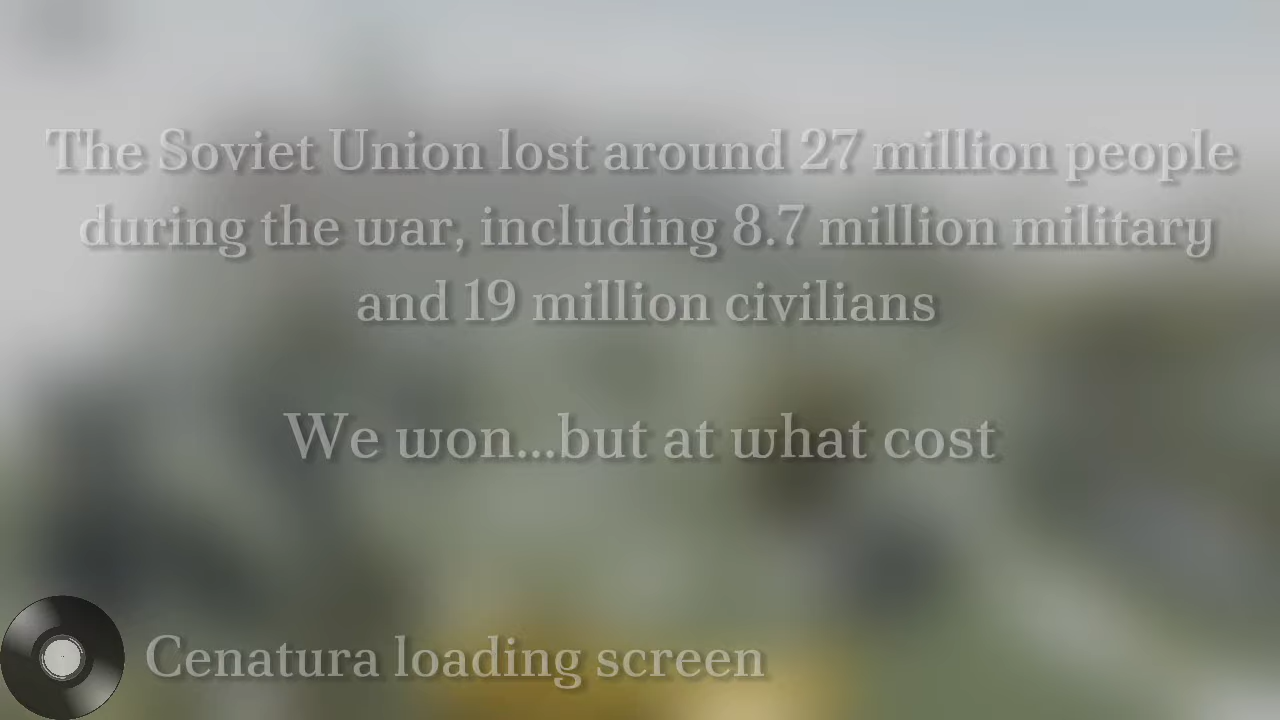 The Soviet Union lost around 27 million people
during the war, including 8.7 million military
and 19 million civilians
We won...but at what cost
Cenatura loading screen